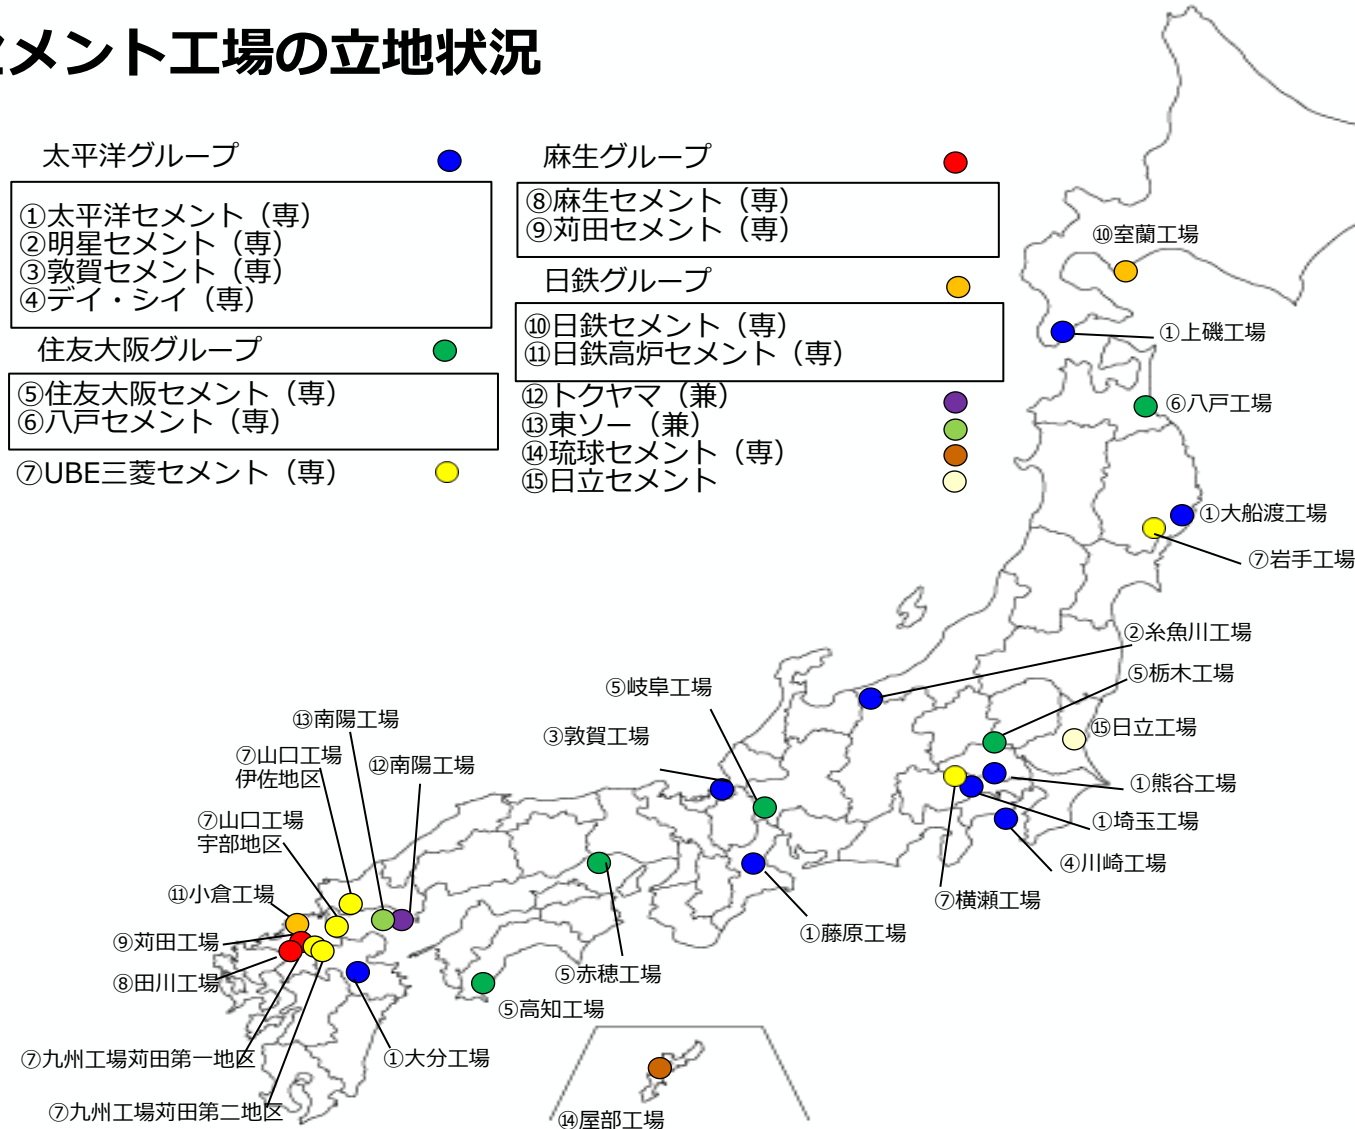 セメント工場の立地状況
太平洋グループ
①太平洋セメント（専）
②明星セメント（専）
③敦賀セメント（専）
④デイ・シイ（専）
住友大阪グループ
⑤住友大阪セメント（専）
⑥八戸セメント（専）
⑦UBE三菱セメント（専）
麻生グループ
⑧麻生セメント（専）
⑨苅田セメント（専）
日鉄グループ
⑩日鉄セメント（専）
⑪日鉄高炉セメント（専）
⑫トクヤマ（兼）
⑬東ソー（兼）
⑭琉球セメント（専）
⑮日立セメント
⑩室蘭工場
①上磯工場
⑥八戸工場
①大船渡工場
⑦岩手工場
②糸魚川工場
⑤栃木工場
⑤岐阜工場
⑬南陽工場
⑮日立工場
③敦賀工場
⑦山口工場
伊佐地区
⑫南陽工場
①熊谷工場
⑦山口工場
宇部地区
①埼玉工場
④川崎工場
⑪小倉工場
⑦横瀬工場
①藤原工場
⑨苅田工場
⑤赤穂工場
⑧田川工場
⑤高知工場
⑦九州工場苅田第一地区
①大分工場
⑦九州工場苅田第二地区
⑭屋部工場